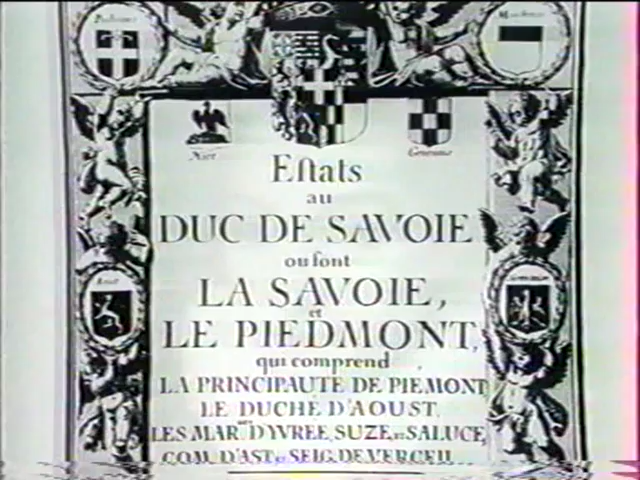 Nice
Genevois
Eſtats
au
DUC DE SAVOIE
ou ſont
LA SAVOIE,
et
LE PIEDMONT,
qui comprend
LA PRINCIPAUTE DE PIEMONT
LE DUCHE D'AOUST,
LES MAR.ts D'YVREE, SUZE, et SALUCE,
COM. D'AST et SEIG. DE VERCEIL